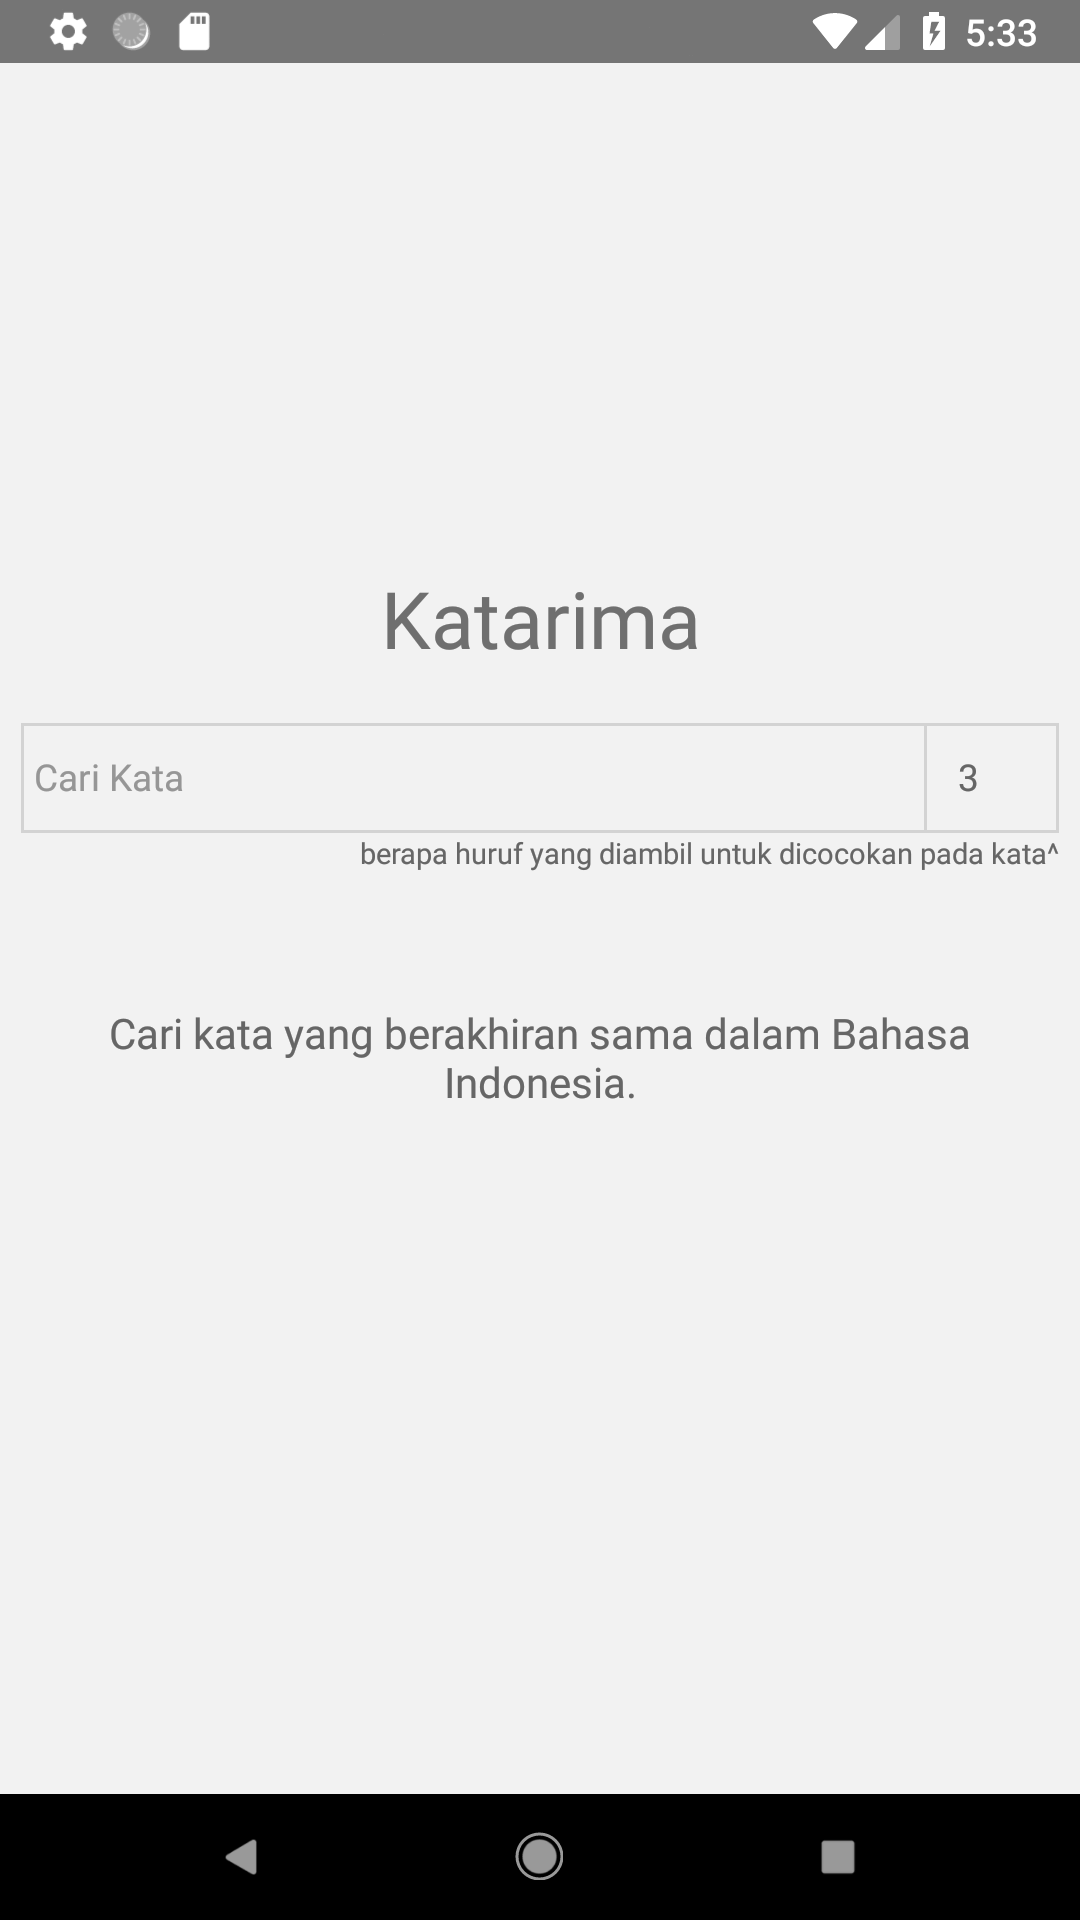 5:33
Katarima
Cari Kata
3
berapa huruf yang diambil untuk dicocokan pada kata^
Cari kata yang berakhiran sama dalam Bahasa
Indonesia.